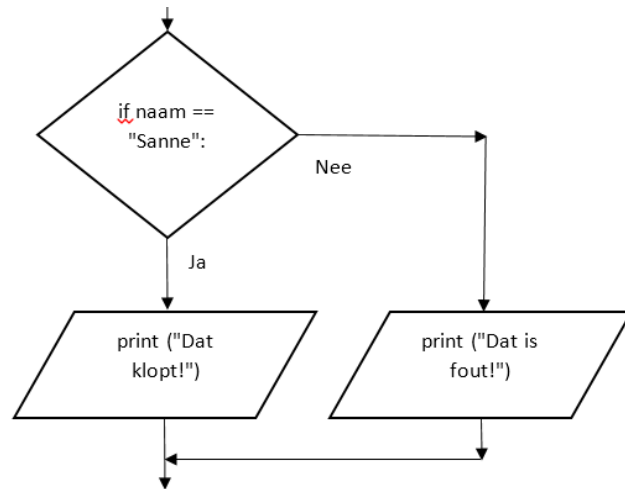 if naam ==
"Sanne":
Nee
Ja
print ("Dat
klopt!")
print ("Dat is
fout!")